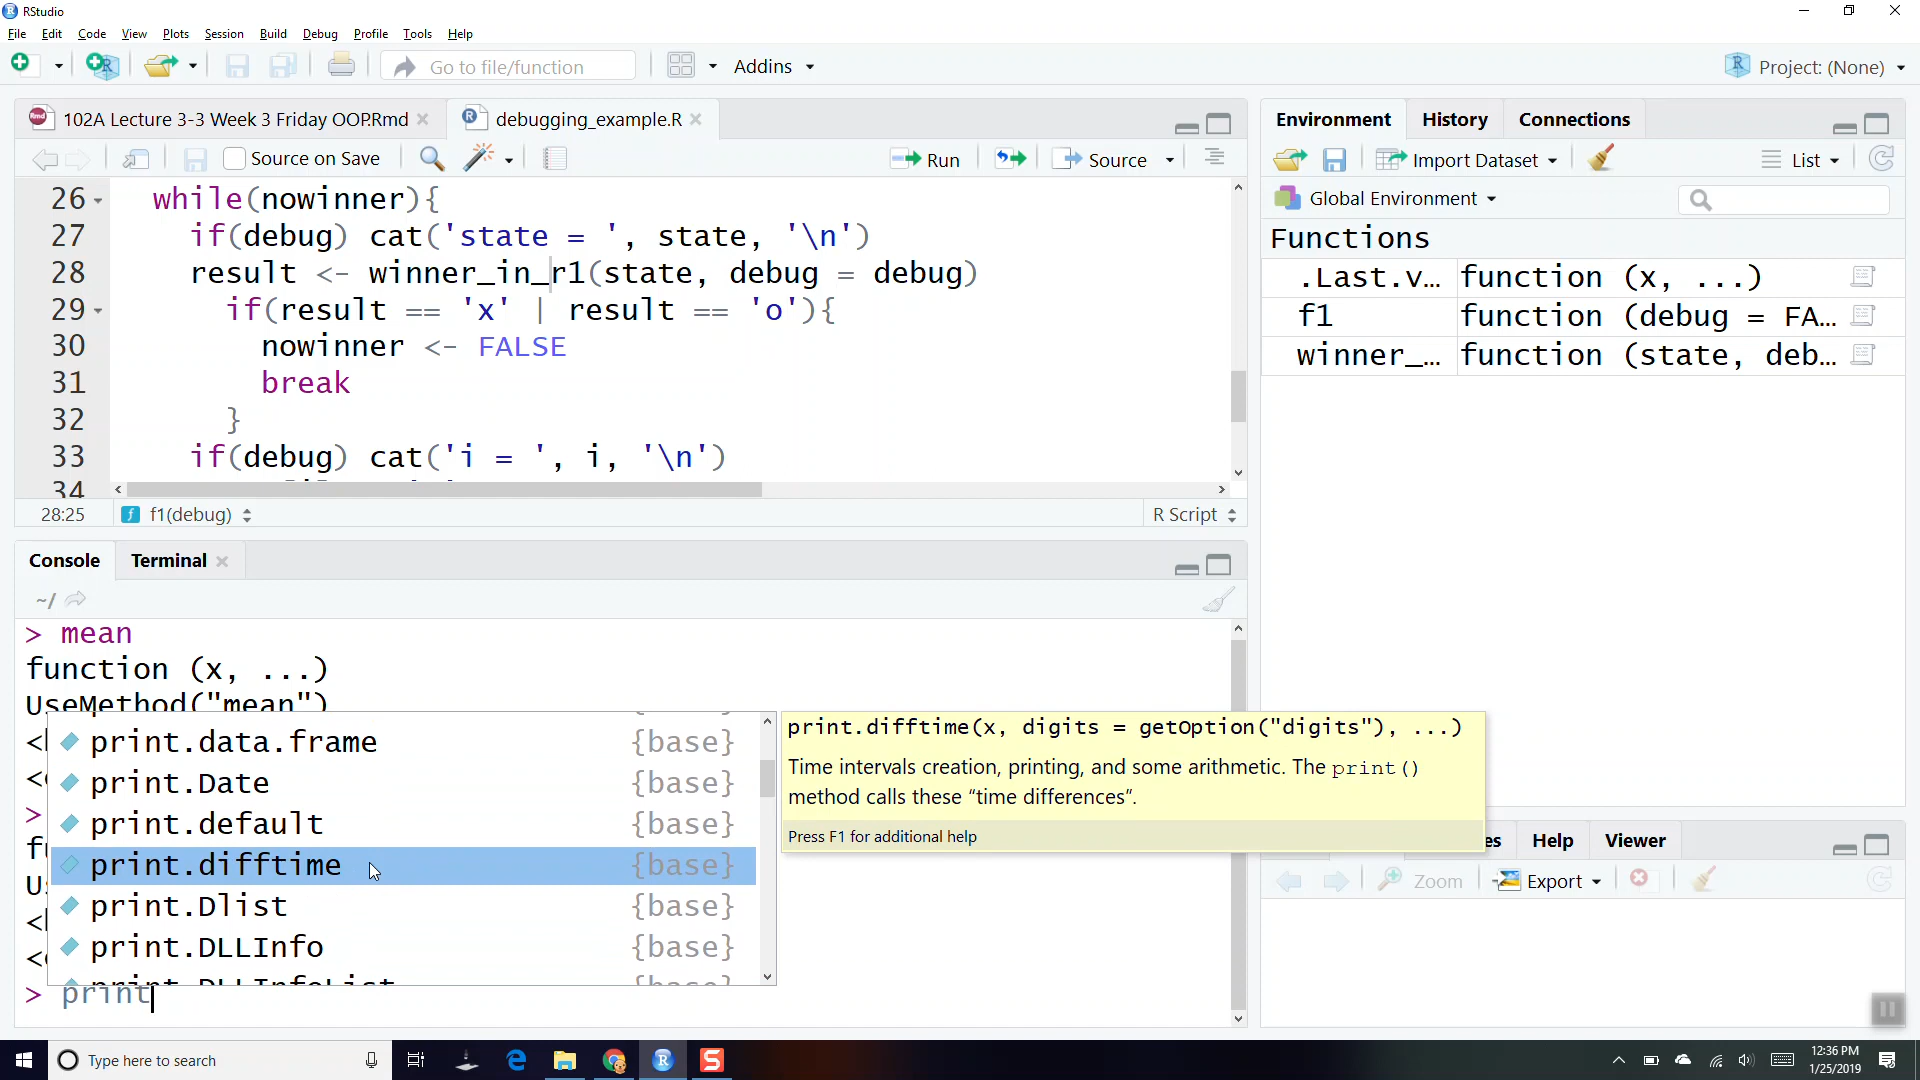 RStudio
File Edit Code View Plots Session Build Debug Profile Tools Help
Go to file/function Addins Project: (None)
102A Lecture 3-3 Week 3 Friday OOP.Rmd debugging_example.R
Source on Save Run Source
26 while(nowinner){
27 if(debug) cat('state = ', state, '\n')
28 result <- winner_in_r1(state, debug = debug)
29 if(result == 'x' | result == 'o'){
30 nowinner <- FALSE
31 break
32 }
33 if(debug) cat('i = ', i, '\n')
34
28:25 f1(debug) R Script
Console Terminal
~/
> mean
function (x, ...)
UseMethod("mean")
<b
<
>
fu
Us
<b
<
print.data.frame {base}
print.Date {base}
print.default {base}
print.difftime {base}
print.Dlist {base}
print.DLLInfo {base}
print.DLLInfoList {base}
> print
print.difftime(x, digits = getOption("digits"), ...)
Time intervals creation, printing, and some arithmetic. The print()
method calls these “time differences”.
Press F1 for additional help
Environment History Connections
Import Dataset List
Global Environment
Functions
.Last.v... function (x, ...)
f1 function (debug = FA...
winner_... function (state, deb...
es Help Viewer
Zoom Export
Type here to search
12:36 PM
1/25/2019